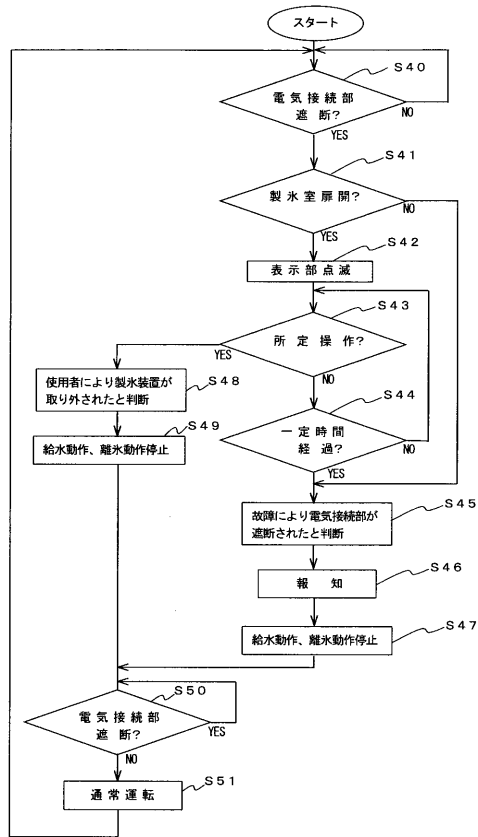 スタート
S40
電気接続部
遮断?
NO
YES
S41
製氷室扉開?
NO
YES
S42
表示部点滅
S43
所定操作?
YES
NO
S48
使用者により製氷装置が
取り外されたと判断
S44
一定時間
経過?
NO
YES
S49
給水動作、離氷動作停止
S45
故障により電気接続部が
遮断されたと判断
S46
報知
S47
給水動作、離氷動作停止
S50
電気接続部
遮断?
YES
NO
S51
通常運転